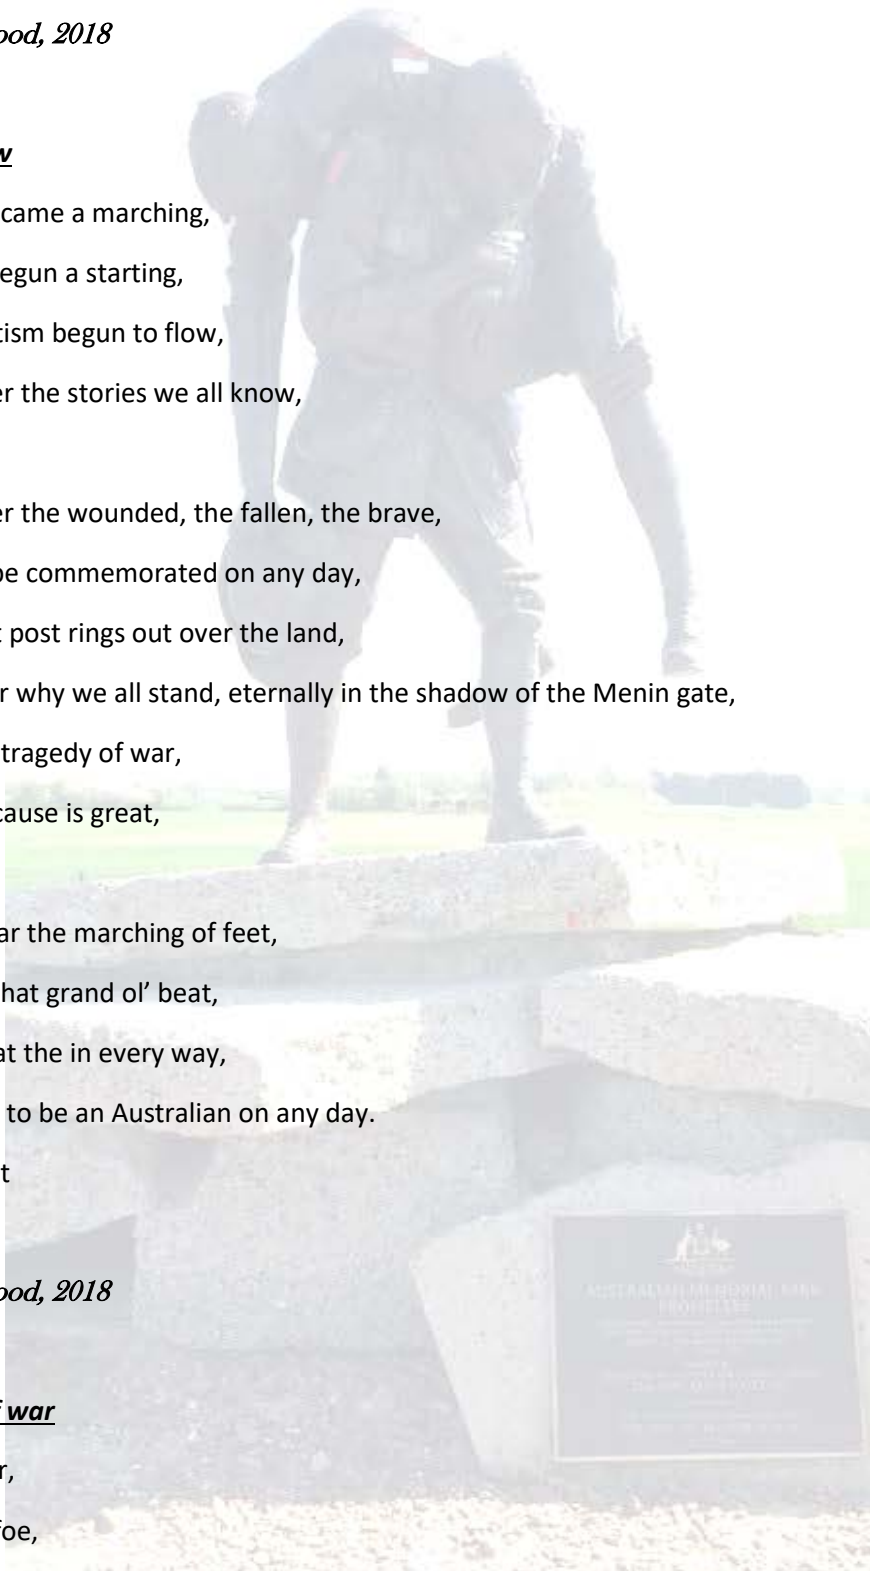 ood, 2018
w
came a marching,
egun a starting,
tism begun to flow,
er the stories we all know,
er the wounded, the fallen, the brave,
be commemorated on any day,
t post rings out over the land,
r why we all stand, eternally in the shadow of the Menin gate,
tragedy of war,
cause is great,
ar the marching of feet,
hat grand ol’ beat,
at the in every way,
to be an Australian on any day.
t
ood, 2018
f war
r,
foe,
AUSTRALIAN MEMORIAL PARK
FROMELLES